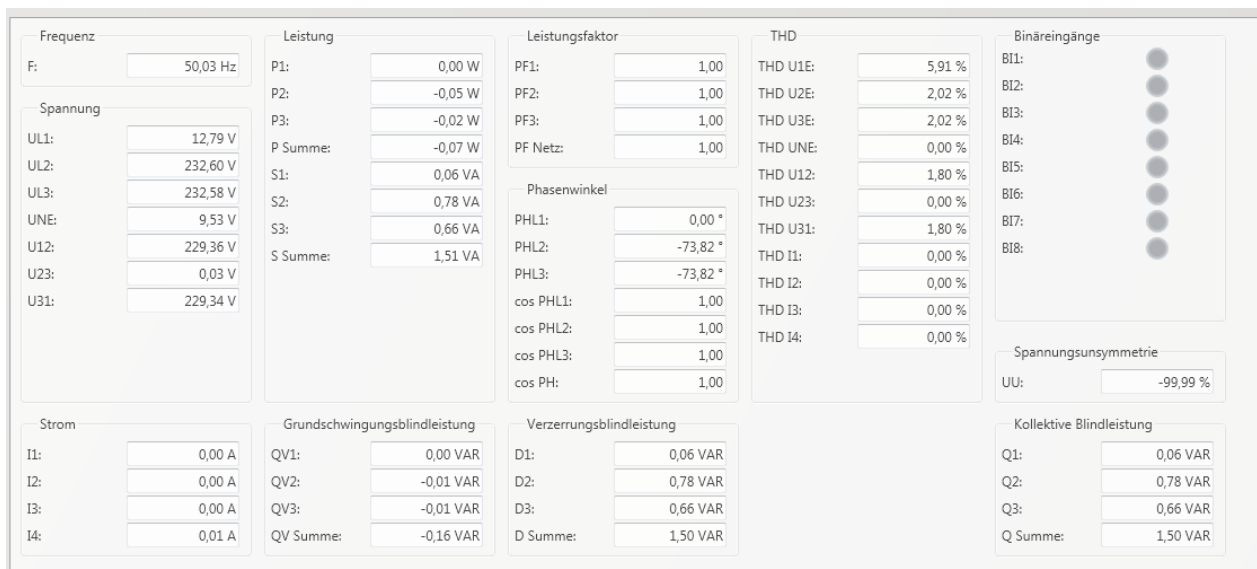 Frequenz
F: 50,03 Hz
Spannung
UL1: 12,79 V
UL2: 232,60 V
UL3: 232,58 V
UNE: 9,53 V
U12: 229,36 V
U23: 0,03 V
U31: 229,34 V
Leistung
P1: 0,00 W
P2: -0,05 W
P3: -0,02 W
P Summe: -0,07 W
S1: 0,06 VA
S2: 0,78 VA
S3: 0,66 VA
S Summe: 1,51 VA
Leistungsfaktor
PF1: 1,00
PF2: 1,00
PF3: 1,00
PF Netz: 1,00
Phasenwinkel
PHL1: 0,00 °
PHL2: -73,82 °
PHL3: -73,82 °
cos PHL1: 1,00
cos PHL2: 1,00
cos PHL3: 1,00
cos PH: 1,00
THD
THD U1E: 5,91 %
THD U2E: 2,02 %
THD U3E: 2,02 %
THD UNE: 0,00 %
THD U12: 1,80 %
THD U23: 0,00 %
THD U31: 1,80 %
THD I1: 0,00 %
THD I2: 0,00 %
THD I3: 0,00 %
THD I4: 0,00 %
Binäreingänge
BI1:
BI2:
BI3:
BI4:
BI5:
BI6:
BI7:
BI8:
Spannungsunsymmetrie
UU: -99,99 %
Strom
I1: 0,00 A
I2: 0,00 A
I3: 0,00 A
I4: 0,01 A
Grundschwingungsblindleistung
QV1: 0,00 VAR
QV2: -0,01 VAR
QV3: -0,01 VAR
QV Summe: -0,16 VAR
Verzerrungsblindleistung
D1: 0,06 VAR
D2: 0,78 VAR
D3: 0,66 VAR
D Summe: 1,50 VAR
Kollektive Blindleistung
Q1: 0,06 VAR
Q2: 0,78 VAR
Q3: 0,66 VAR
Q Summe: 1,50 VAR